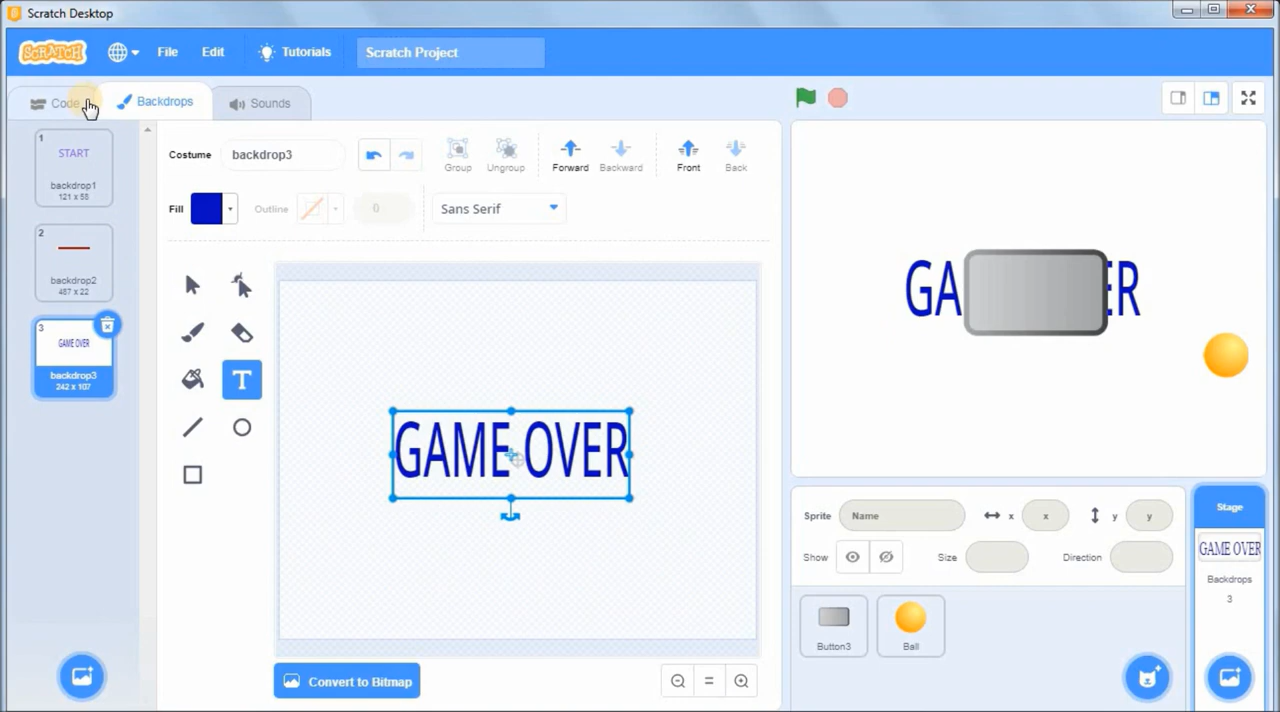 Scratch Desktop
SCRATCH File Edit Tutorials Scratch Project
Code Backdrops Sounds
1
START
backdrop1
121 x 55
2
backdrop2
487 x 22
3
GAME OVER
backdrop3
242 x 107
Costume backdrop3 Group Ungroup Forward Backward Front Back
Fill Outline 0 Sans Serif
T
GAME OVER
Convert to Bitmap
GA ER
Sprite Name x x y y
Show Size Direction
Button3 Ball
Stage
GAME OVER
Backdrops
3